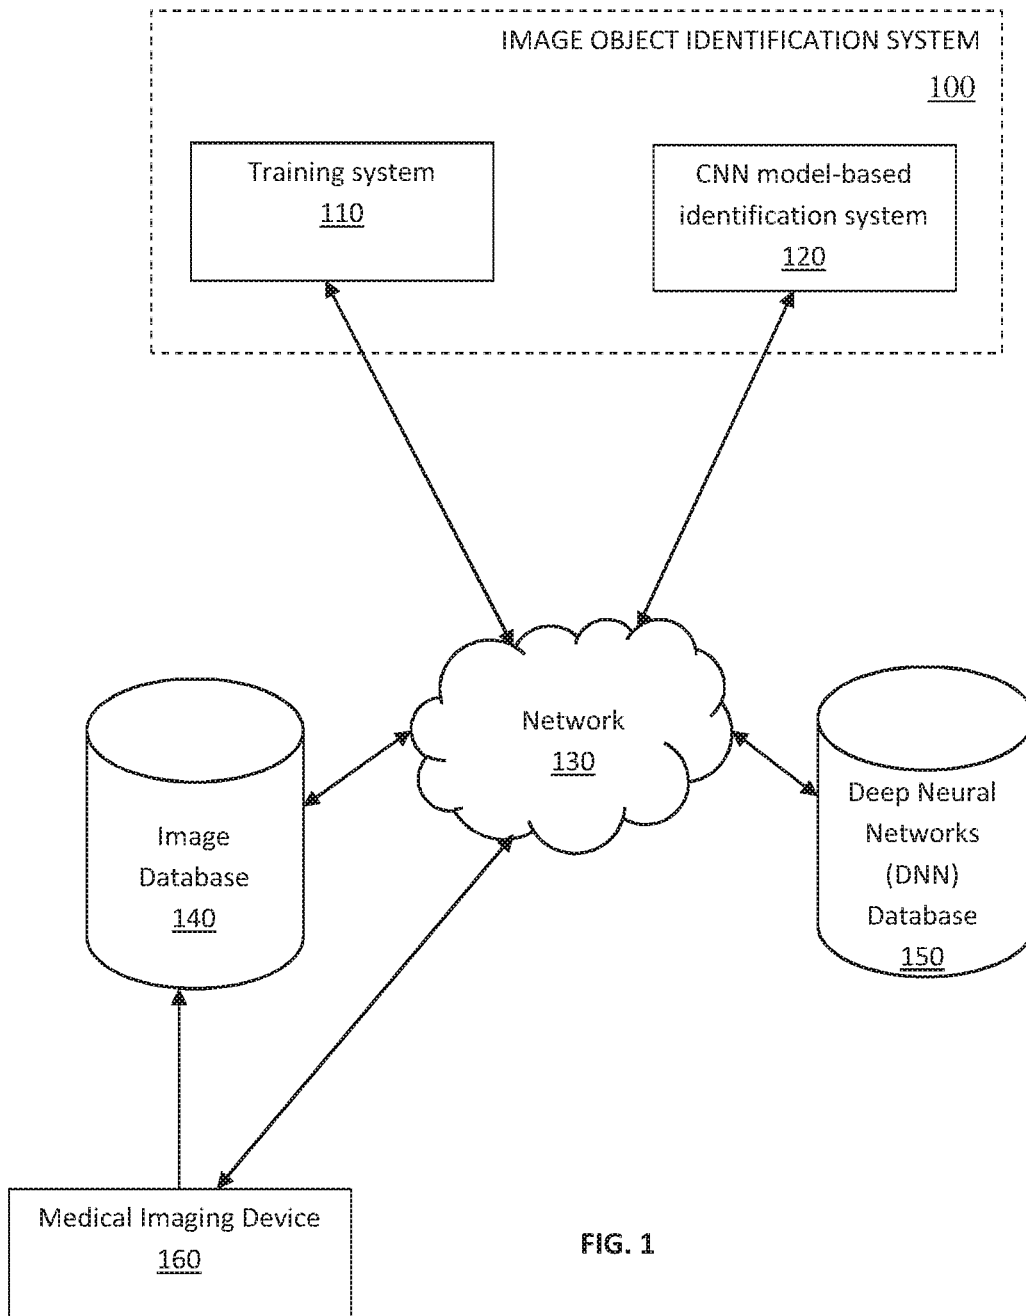 IMAGE OBJECT IDENTIFICATION SYSTEM
100
Training system
110
CNN model-based
identification system
120
Network
130
Image
Database
140
Deep Neural
Networks
(DNN)
Database
150
Medical Imaging Device
160
FIG. 1